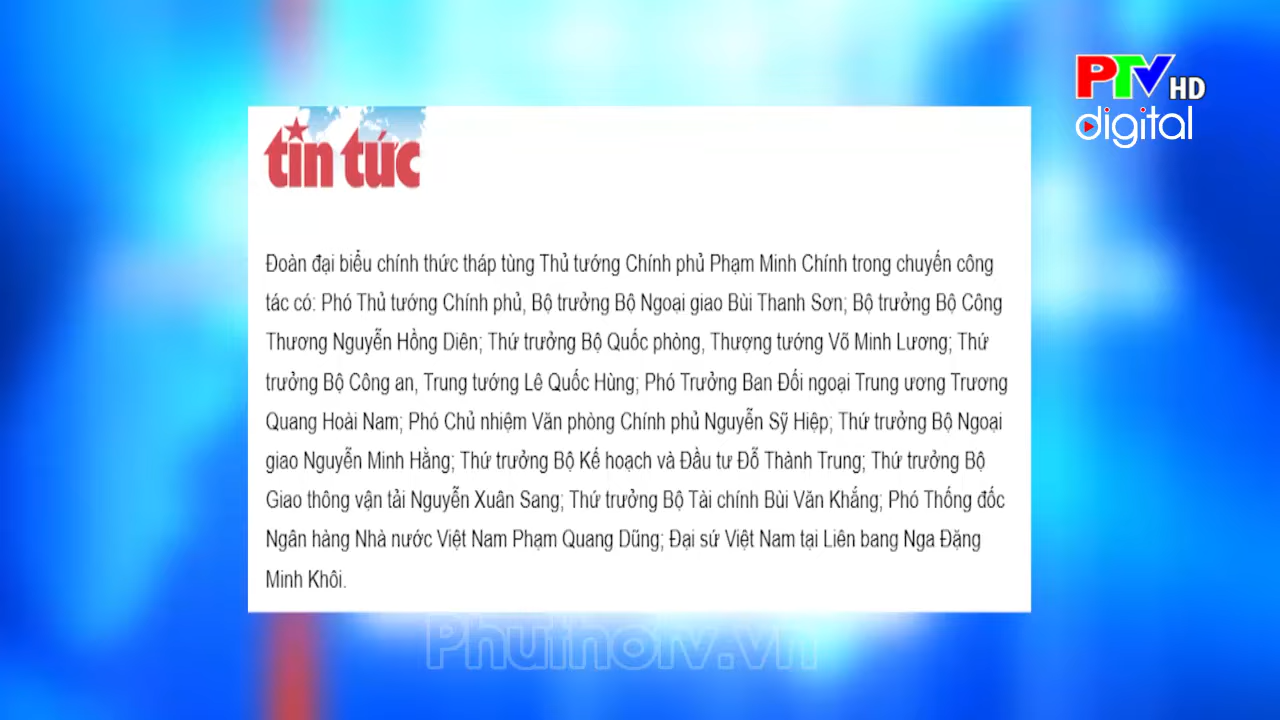 PTV HD
digital
tin tức
Đoàn đại biểu chính thức tháp tùng Thủ tướng Chính phủ Phạm Minh Chính trong chuyến công
tác có: Phó Thủ tướng Chính phủ, Bộ trưởng Bộ Ngoại giao Bùi Thanh Sơn; Bộ trưởng Bộ Công
Thương Nguyễn Hồng Diên; Thứ trưởng Bộ Quốc phòng, Thượng tướng Võ Minh Lương; Thứ
trưởng Bộ Công an, Trung tướng Lê Quốc Hùng; Phó Trưởng Ban Đối ngoại Trung ương Trương
Quang Hoài Nam; Phó Chủ nhiệm Văn phòng Chính phủ Nguyễn Sỹ Hiệp; Thứ trưởng Bộ Ngoại
giao Nguyễn Minh Hằng; Thứ trưởng Bộ Kế hoạch và Đầu tư Đỗ Thành Trung; Thứ trưởng Bộ
Giao thông vận tải Nguyễn Xuân Sang; Thứ trưởng Bộ Tài chính Bùi Văn Khắng; Phó Thống đốc
Ngân hàng Nhà nước Việt Nam Phạm Quang Dũng; Đại sứ Việt Nam tại Liên bang Nga Đặng
Minh Khôi.
Phuthotv.vn